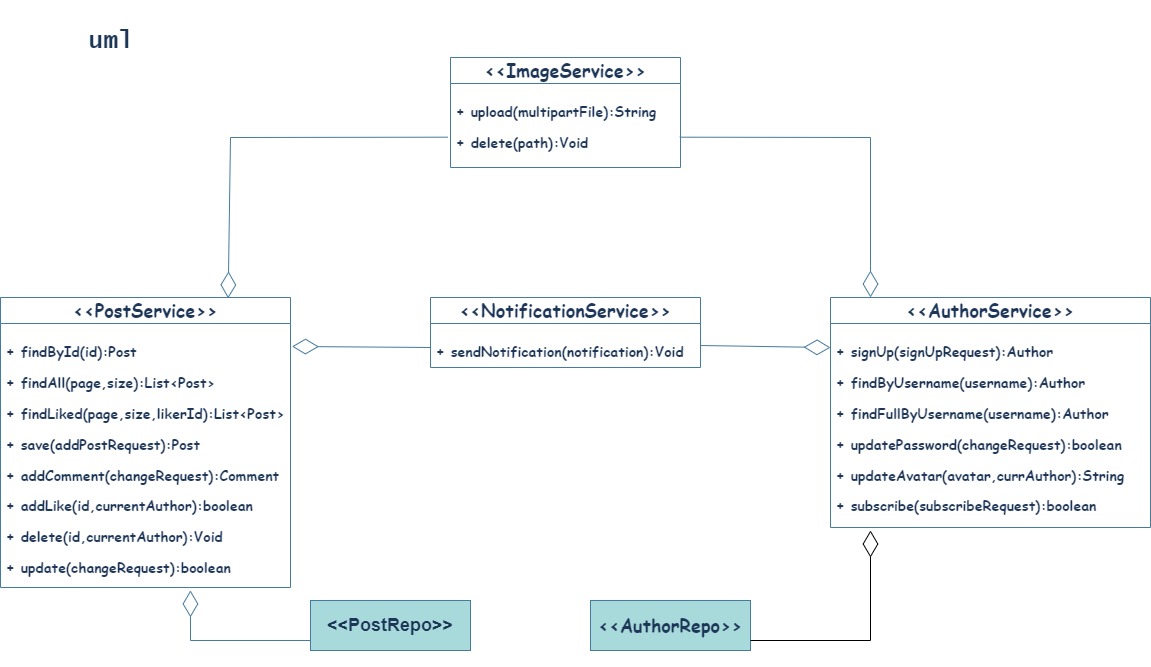 uml
<<ImageService>>
+ upload(multipartFile):String
+ delete(path):Void
<<PostService>>
+ findById(id):Post
+ findAll(page,size):List<Post>
+ findLiked(page,size,likerId):List<Post>
+ save(addPostRequest):Post
+ addComment(changeRequest):Comment
+ addLike(id,currentAuthor):boolean
+ delete(id,currentAuthor):Void
+ update(changeRequest):boolean
<<NotificationService>>
+ sendNotification(notification):Void
<<AuthorService>>
+ signUp(signUpRequest):Author
+ findByUsername(username):Author
+ findFullByUsername(username):Author
+ updatePassword(changeRequest):boolean
+ updateAvatar(avatar,currAuthor):String
+ subscribe(subscribeRequest):boolean
<<PostRepo>>
<<AuthorRepo>>